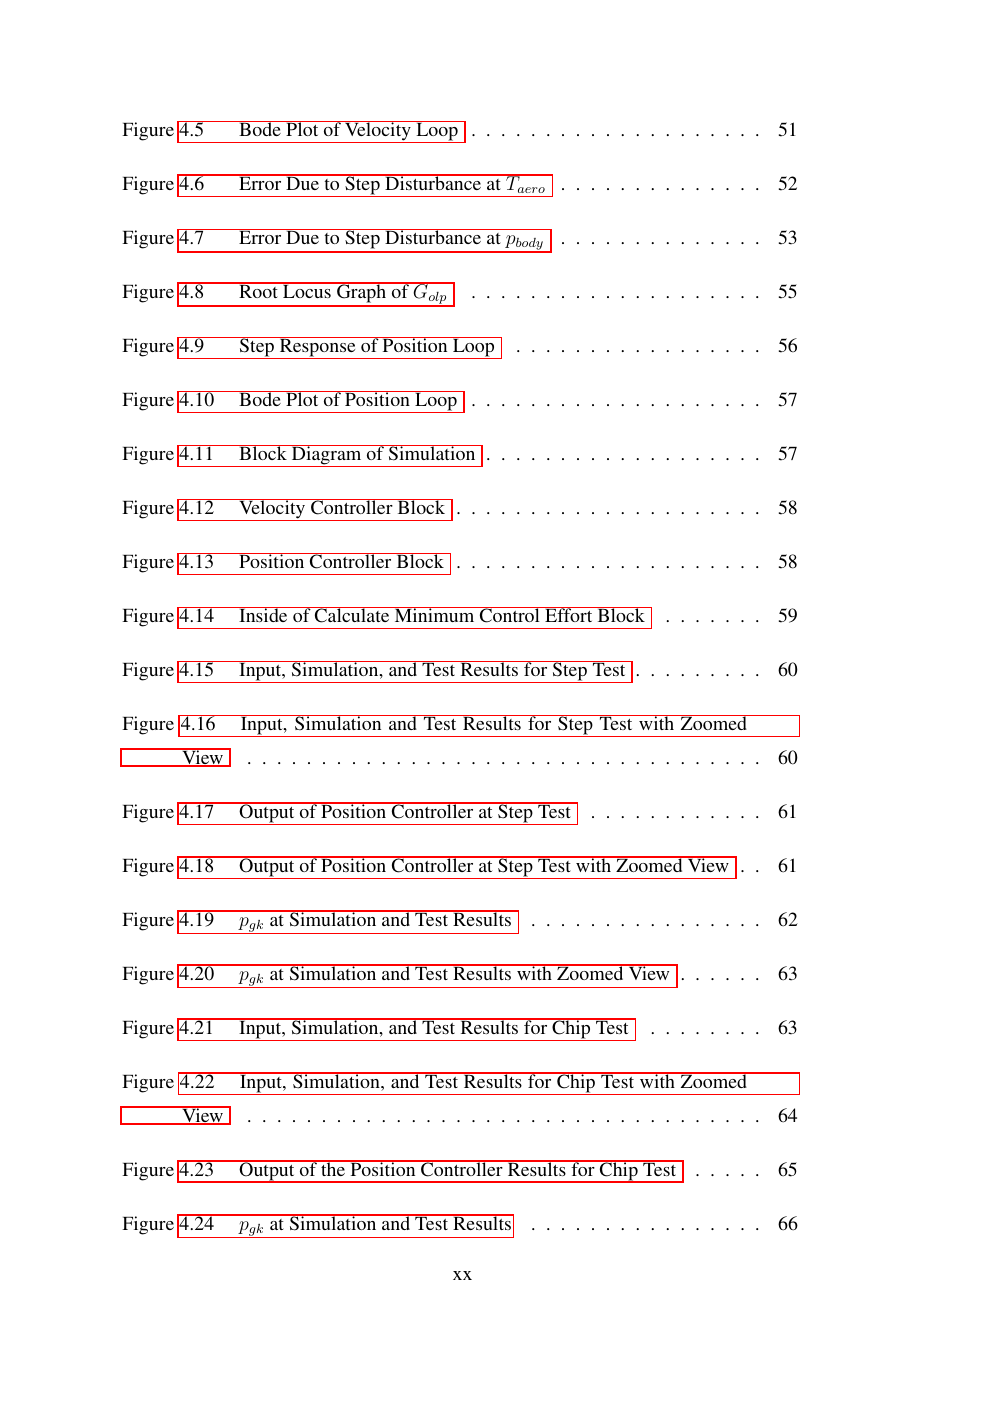 Figure 4.5 Bode Plot of Velocity Loop . . . . . . . . . . . . . . . . . . . . 51
Figure 4.6 Error Due to Step Disturbance at T_aero . . . . . . . . . . . . . . 52
Figure 4.7 Error Due to Step Disturbance at p_body . . . . . . . . . . . . . . 53
Figure 4.8 Root Locus Graph of G_olp . . . . . . . . . . . . . . . . . . . . 55
Figure 4.9 Step Response of Position Loop . . . . . . . . . . . . . . . . . 56
Figure 4.10 Bode Plot of Position Loop . . . . . . . . . . . . . . . . . . . . 57
Figure 4.11 Block Diagram of Simulation . . . . . . . . . . . . . . . . . . . 57
Figure 4.12 Velocity Controller Block . . . . . . . . . . . . . . . . . . . . . 58
Figure 4.13 Position Controller Block . . . . . . . . . . . . . . . . . . . . . 58
Figure 4.14 Inside of Calculate Minimum Control Effort Block . . . . . . . 59
Figure 4.15 Input, Simulation, and Test Results for Step Test . . . . . . . . . 60
Figure 4.16 Input, Simulation and Test Results for Step Test with Zoomed
View . . . . . . . . . . . . . . . . . . . . . . . . . . . . . . . . . . . 60
Figure 4.17 Output of Position Controller at Step Test . . . . . . . . . . . . 61
Figure 4.18 Output of Position Controller at Step Test with Zoomed View . . 61
Figure 4.19 p_gk at Simulation and Test Results . . . . . . . . . . . . . . . . 62
Figure 4.20 p_gk at Simulation and Test Results with Zoomed View . . . . . . 63
Figure 4.21 Input, Simulation, and Test Results for Chip Test . . . . . . . . 63
Figure 4.22 Input, Simulation, and Test Results for Chip Test with Zoomed
View . . . . . . . . . . . . . . . . . . . . . . . . . . . . . . . . . . . 64
Figure 4.23 Output of the Position Controller Results for Chip Test . . . . . 65
Figure 4.24 p_gk at Simulation and Test Results . . . . . . . . . . . . . . . . 66
xx